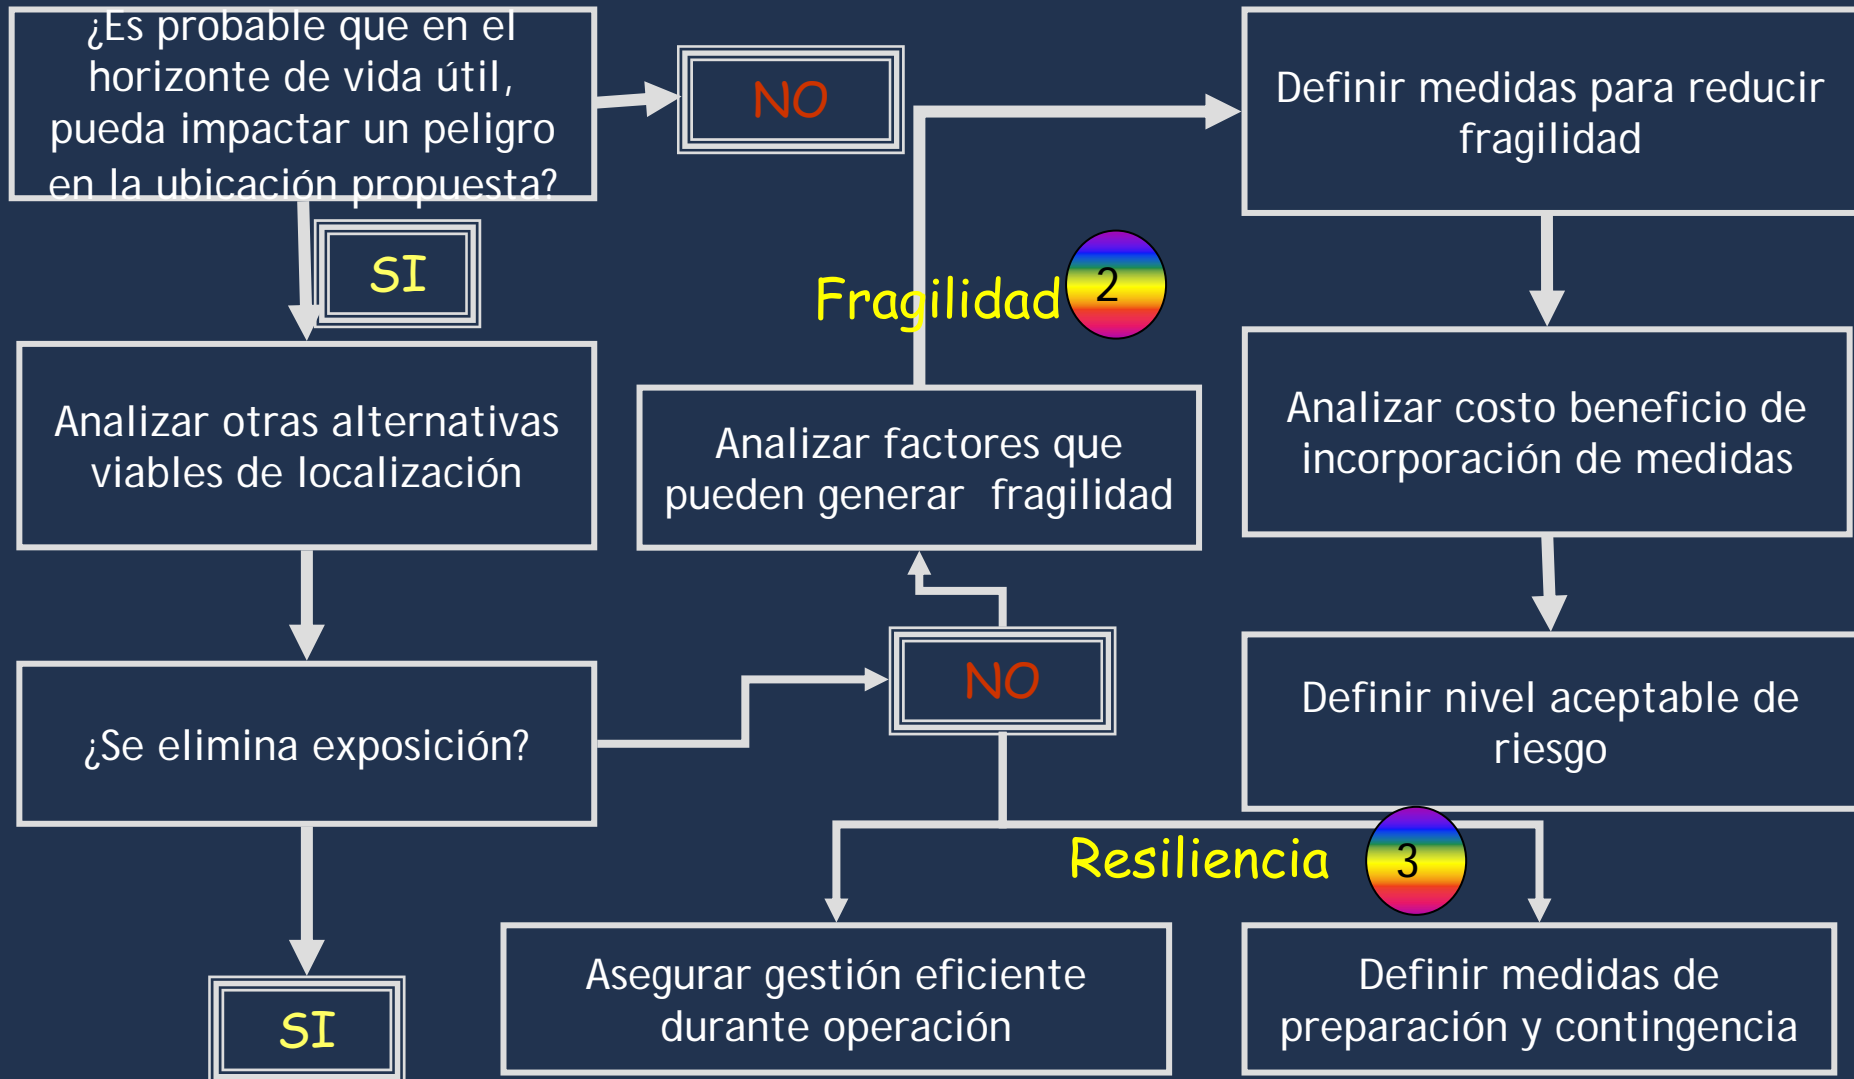 ¿Es probable que en el
horizonte de vida útil,
pueda impactar un peligro
en la ubicación propuesta?
NO
SI
Analizar otras alternativas
viables de localización
¿Se elimina exposición?
SI
Fragilidad
2
Analizar factores que
pueden generar fragilidad
NO
Definir medidas para reducir
fragilidad
Analizar costo beneficio de
incorporación de medidas
Definir nivel aceptable de
riesgo
Resiliencia
3
Asegurar gestión eficiente
durante operación
Definir medidas de
preparación y contingencia